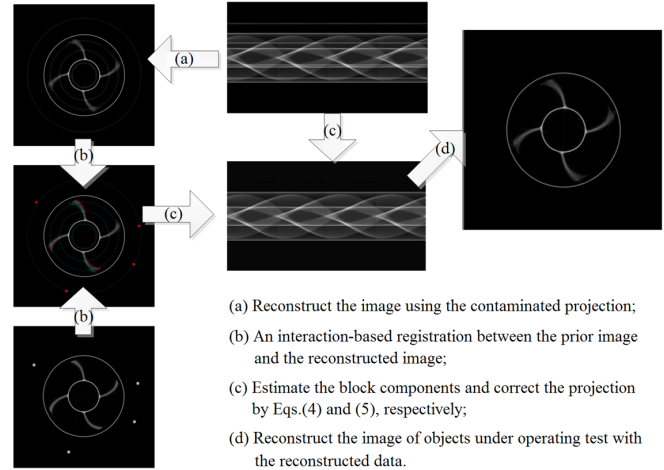 (a)
(c)
(d)
(b)
(c)
(b)
(a) Reconstruct the image using the contaminated projection;
(b) An interaction-based registration between the prior image
and the reconstructed image;
(c) Estimate the block components and correct the projection
by Eqs.(4) and (5), respectively;
(d) Reconstruct the image of objects under operating test with
the reconstructed data.